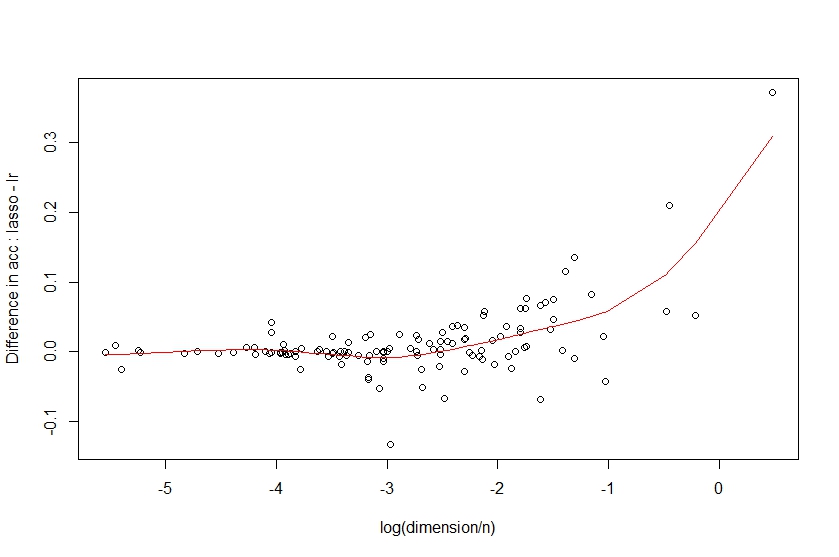 Difference in acc : lasso - lr
0.3
0.2
0.1
0.0
-0.1
-5 -4 -3 -2 -1 0
log(dimension/n)